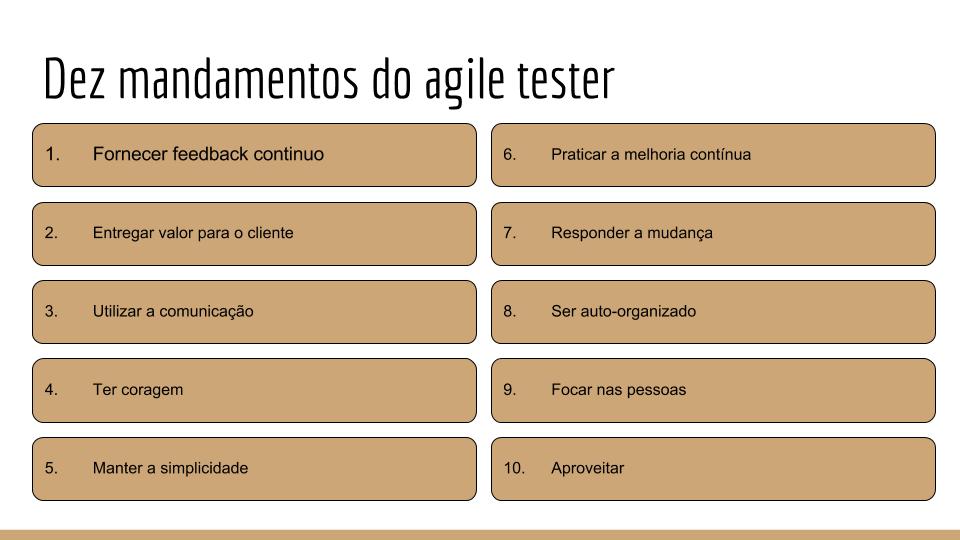 Dez mandamentos do agile tester
1. Fornecer feedback continuo
2. Entregar valor para o cliente
3. Utilizar a comunicação
4. Ter coragem
5. Manter a simplicidade
6. Praticar a melhoria contínua
7. Responder a mudança
8. Ser auto-organizado
9. Focar nas pessoas
10. Aproveitar